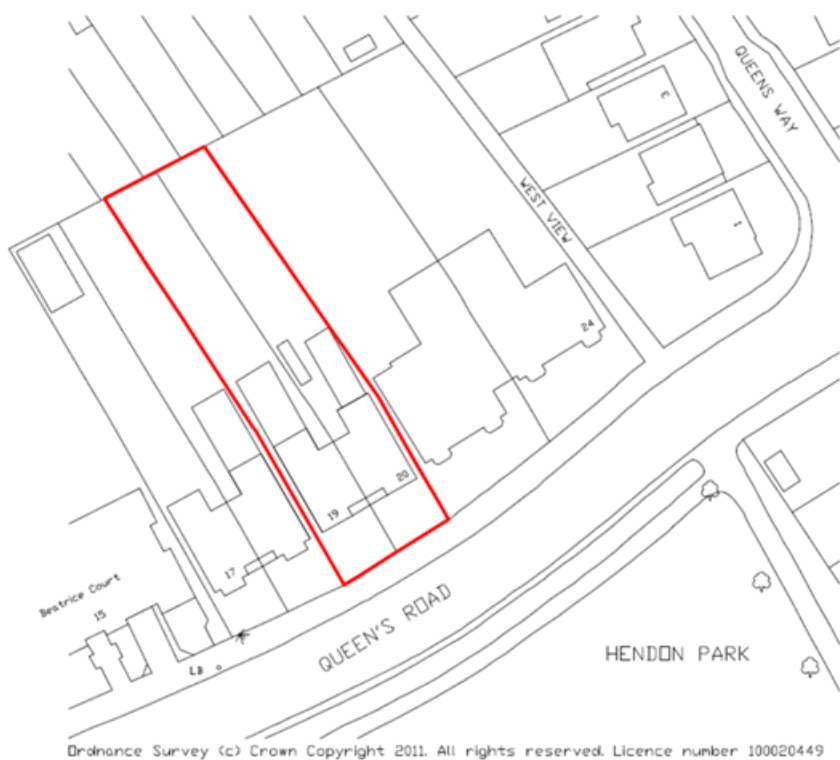 QUEENS WAY
3
WEST VIEW
1
24
20
19
17
Beatrice Court
15
QUEEN'S ROAD
HENDON PARK
LB
Ordnance Survey (c) Crown Copyright 2011. All rights reserved. Licence number 100020449